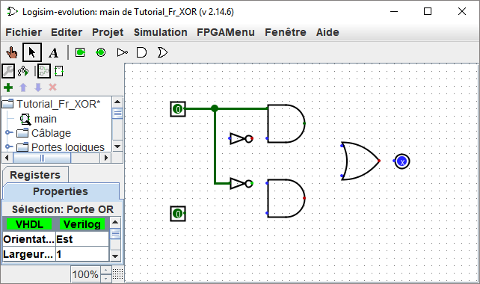 Logisim-evolution: main de Tutorial_Fr_XOR (v 2.14.6)
Fichier Editer Projet Simulation FPGAMenu Fenêtre Aide
A
Tutorial_Fr_XOR*
main
Câblage
Portes logiques
Registers
Properties
Sélection: Porte OR
VHDL Verilog
Orientat... Est
Largeur... 1
100%
0
0
x